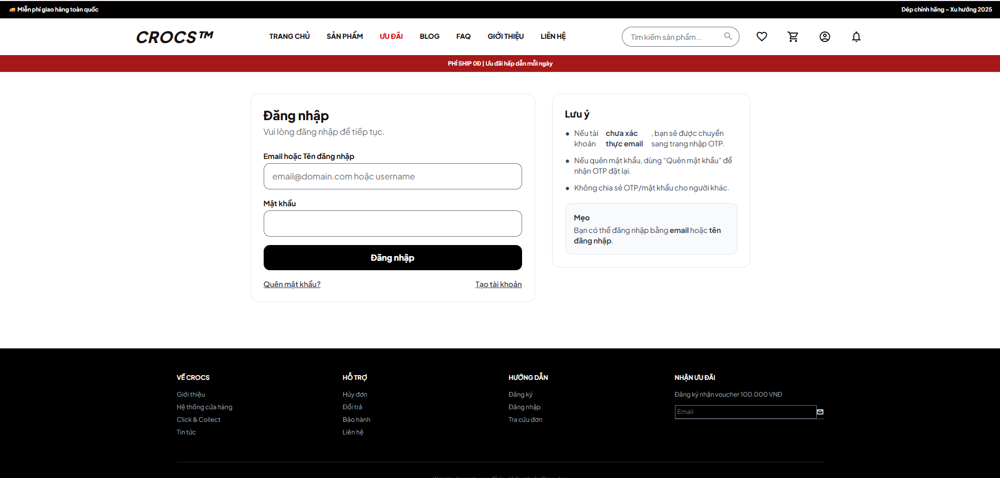 🚚 Miễn phí giao hàng toàn quốc
Dép chính hãng – Xu hướng 2025
CROCS™
TRANG CHỦ
SẢN PHẨM
ƯU ĐÃI
BLOG
FAQ
GIỚI THIỆU
LIÊN HỆ
Tìm kiếm sản phẩm...
PHÍ SHIP 0Đ | Ưu đãi hấp dẫn mỗi ngày
Đăng nhập
Vui lòng đăng nhập để tiếp tục.
Email hoặc Tên đăng nhập
email@domain.com hoặc username
Mật khẩu
Đăng nhập
Quên mật khẩu?
Tạo tài khoản
Lưu ý
Nếu tài khoản chưa xác thực email, bạn sẽ được chuyển sang trang nhập OTP.
Nếu quên mật khẩu, dùng “Quên mật khẩu” để
nhận OTP đặt lại.
Không chia sẻ OTP/mật khẩu cho người khác.
Mẹo
Bạn có thể đăng nhập bằng email hoặc tên
đăng nhập.
VỀ CROCS
Giới thiệu
Hệ thống cửa hàng
Click & Collect
Tin tức
HỖ TRỢ
Hủy đơn
Đổi trả
Bảo hành
Liên hệ
HƯỚNG DẪN
Đăng ký
Đăng nhập
Tra cứu đơn
NHẬN ƯU ĐÃI
Đăng ký nhận voucher 100.000 VNĐ
Email